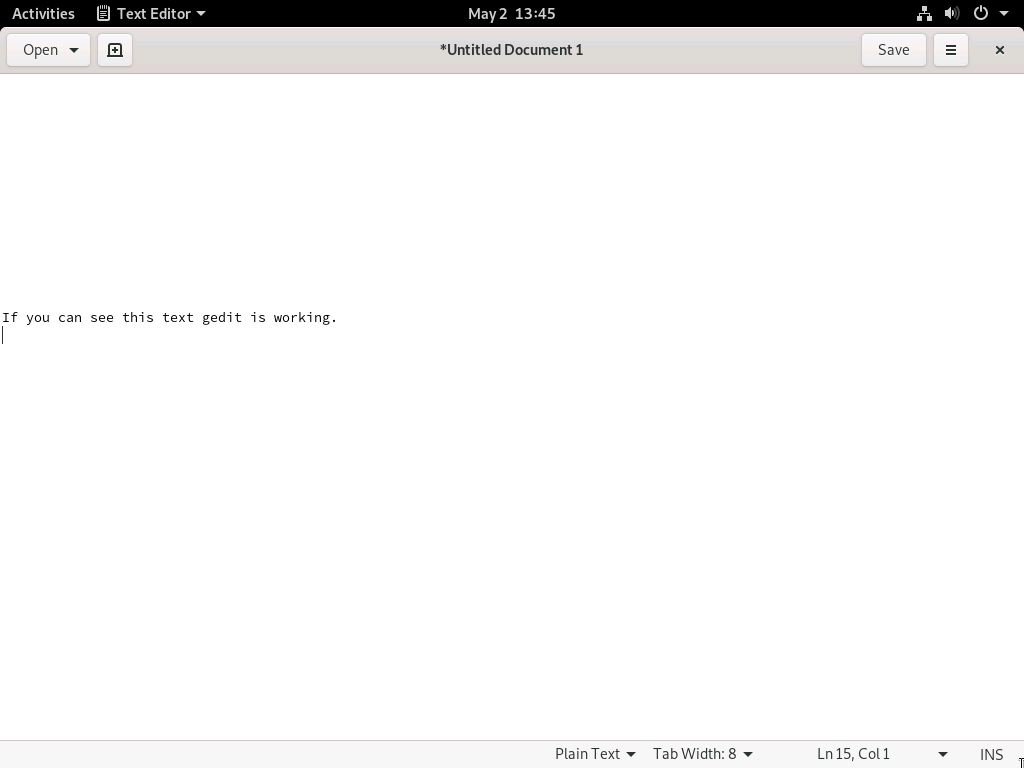 Activities Text Editor May 2 13:45
Open *Untitled Document 1 Save
If you can see this text gedit is working.
Plain Text Tab Width: 8 Ln 15, Col 1 INS